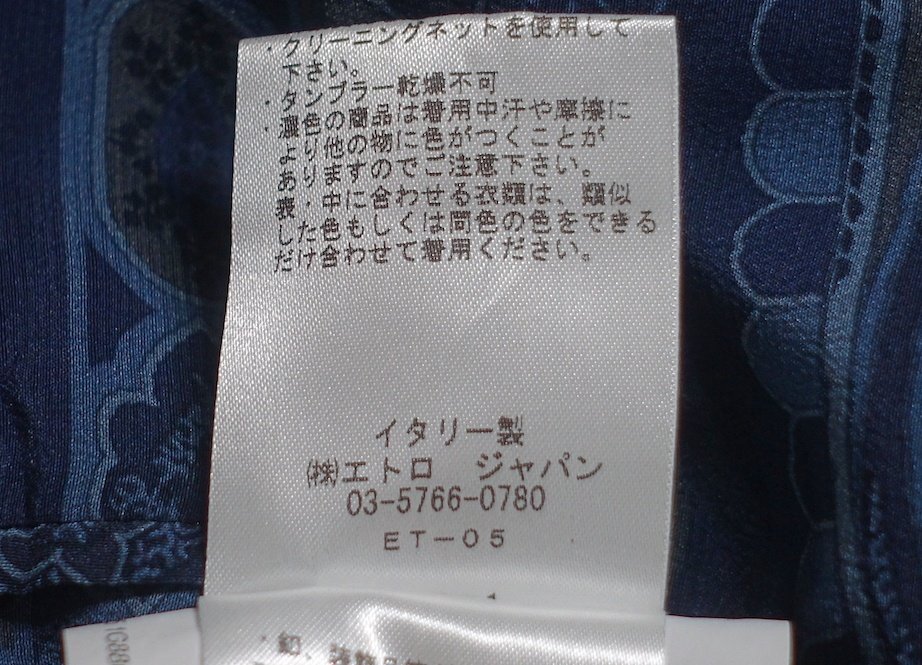 ・クリーニングネットを使用して
下さい。
・タンブラー乾燥不可
・濃色の商品は着用中汗や摩擦に
より他の物に色がつくことが
ありますのでご注意下さい。
表・中に合わせる衣類は、類似
した色もしくは同色の色をできる
だけ合わせて着用ください。
イタリー製
㈱エトロ ジャパン
03-5766-0780
ET-05
・釦、装飾品